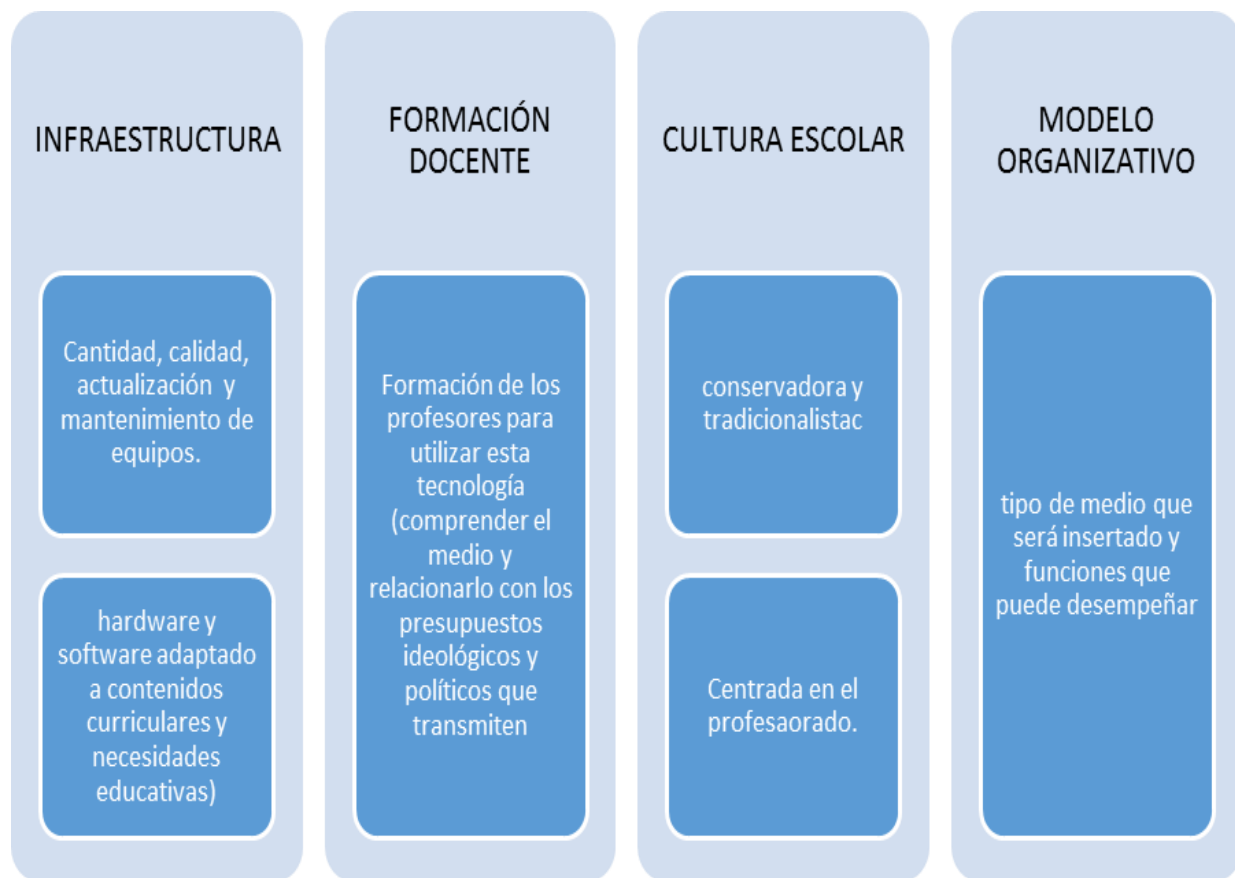 INFRAESTRUCTURA
Cantidad, calidad,
actualización y
mantenimiento de
equipos.
hardware y
software adaptado
a contenidos
curriculares y
necesidades
educativas)
FORMACIÓN
DOCENTE
Formación de los
profesores para
utilizar esta
tecnología
(comprender el
medio y
relacionarlo con los
presupuestos
ideológicos y
políticos que
transmiten
CULTURA ESCOLAR
conservadora y
tradicionalistac
Centrada en el
profesaorado.
MODELO
ORGANIZATIVO
tipo de medio que
será insertado y
funciones que
puede desempeñar